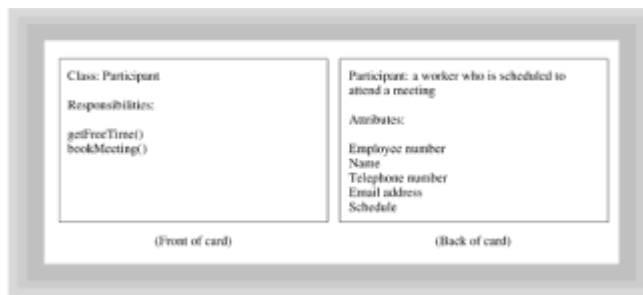 Class: Participant
Responsibilities:
getFreeTime()
bookMeeting()
(Front of card)
Participant: a worker who is scheduled to
attend a meeting
Attributes:
Employee number
Name
Telephone number
Email address
Schedule
(Back of card)